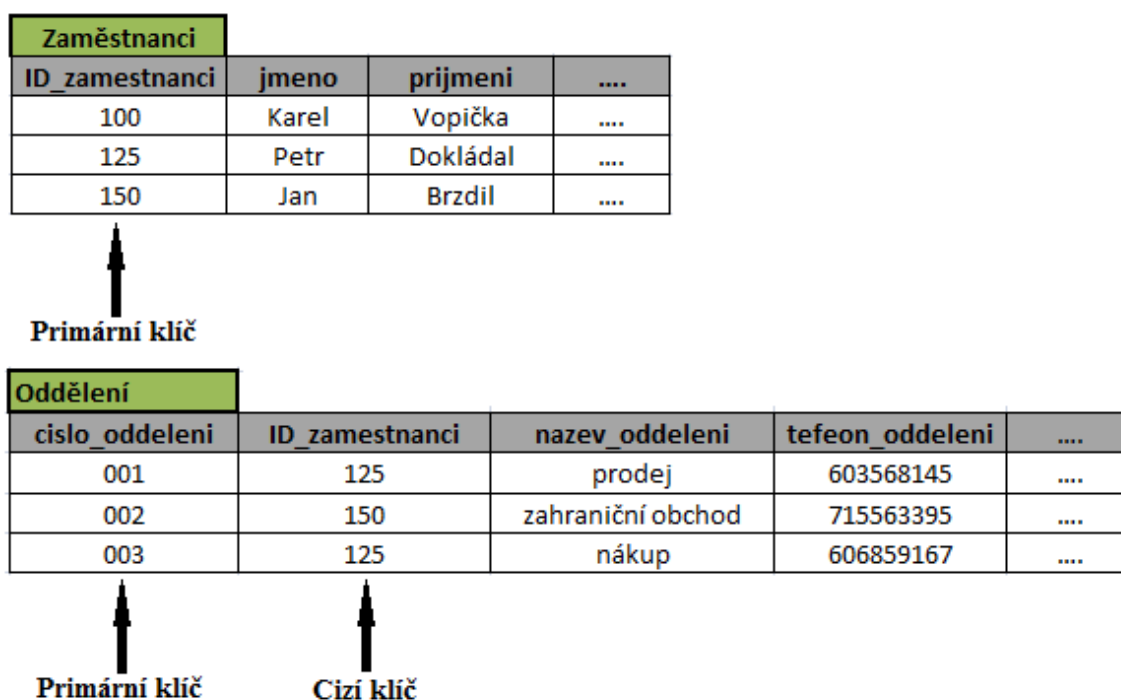 Zaměstnanci
ID_zamestnanci jmeno prijmeni ....
100 Karel Vopička ....
125 Petr Dokládal ....
150 Jan Brzdil ....
Primární klíč
Oddělení
cislo_oddeleni ID_zamestnanci nazev_oddeleni tefeon_oddeleni ....
001 125 prodej 603568145 ....
002 150 zahraniční obchod 715563395 ....
003 125 nákup 606859167 ....
Primární klíč Cizí klíč